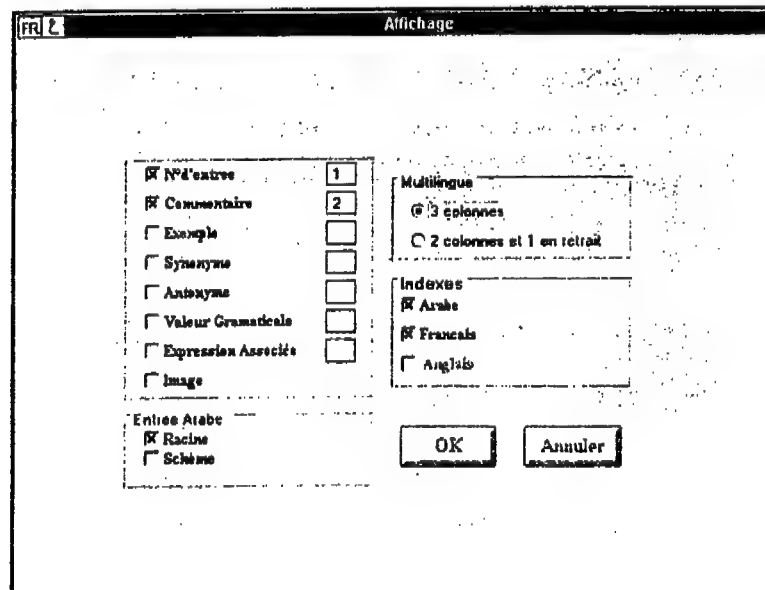 FR
Affichage
N°d'entree 1
Commentaire 2
Exemple
Synonyme
Antonyme
Valeur Gramaticale
Expression Associée
Image
Entree Arabe
Racine
Schème
Multilingue
3 colonnes
2 colonnes et 1 en retrait
Indexes
Arabe
Francais
Anglais
OK
Annuler